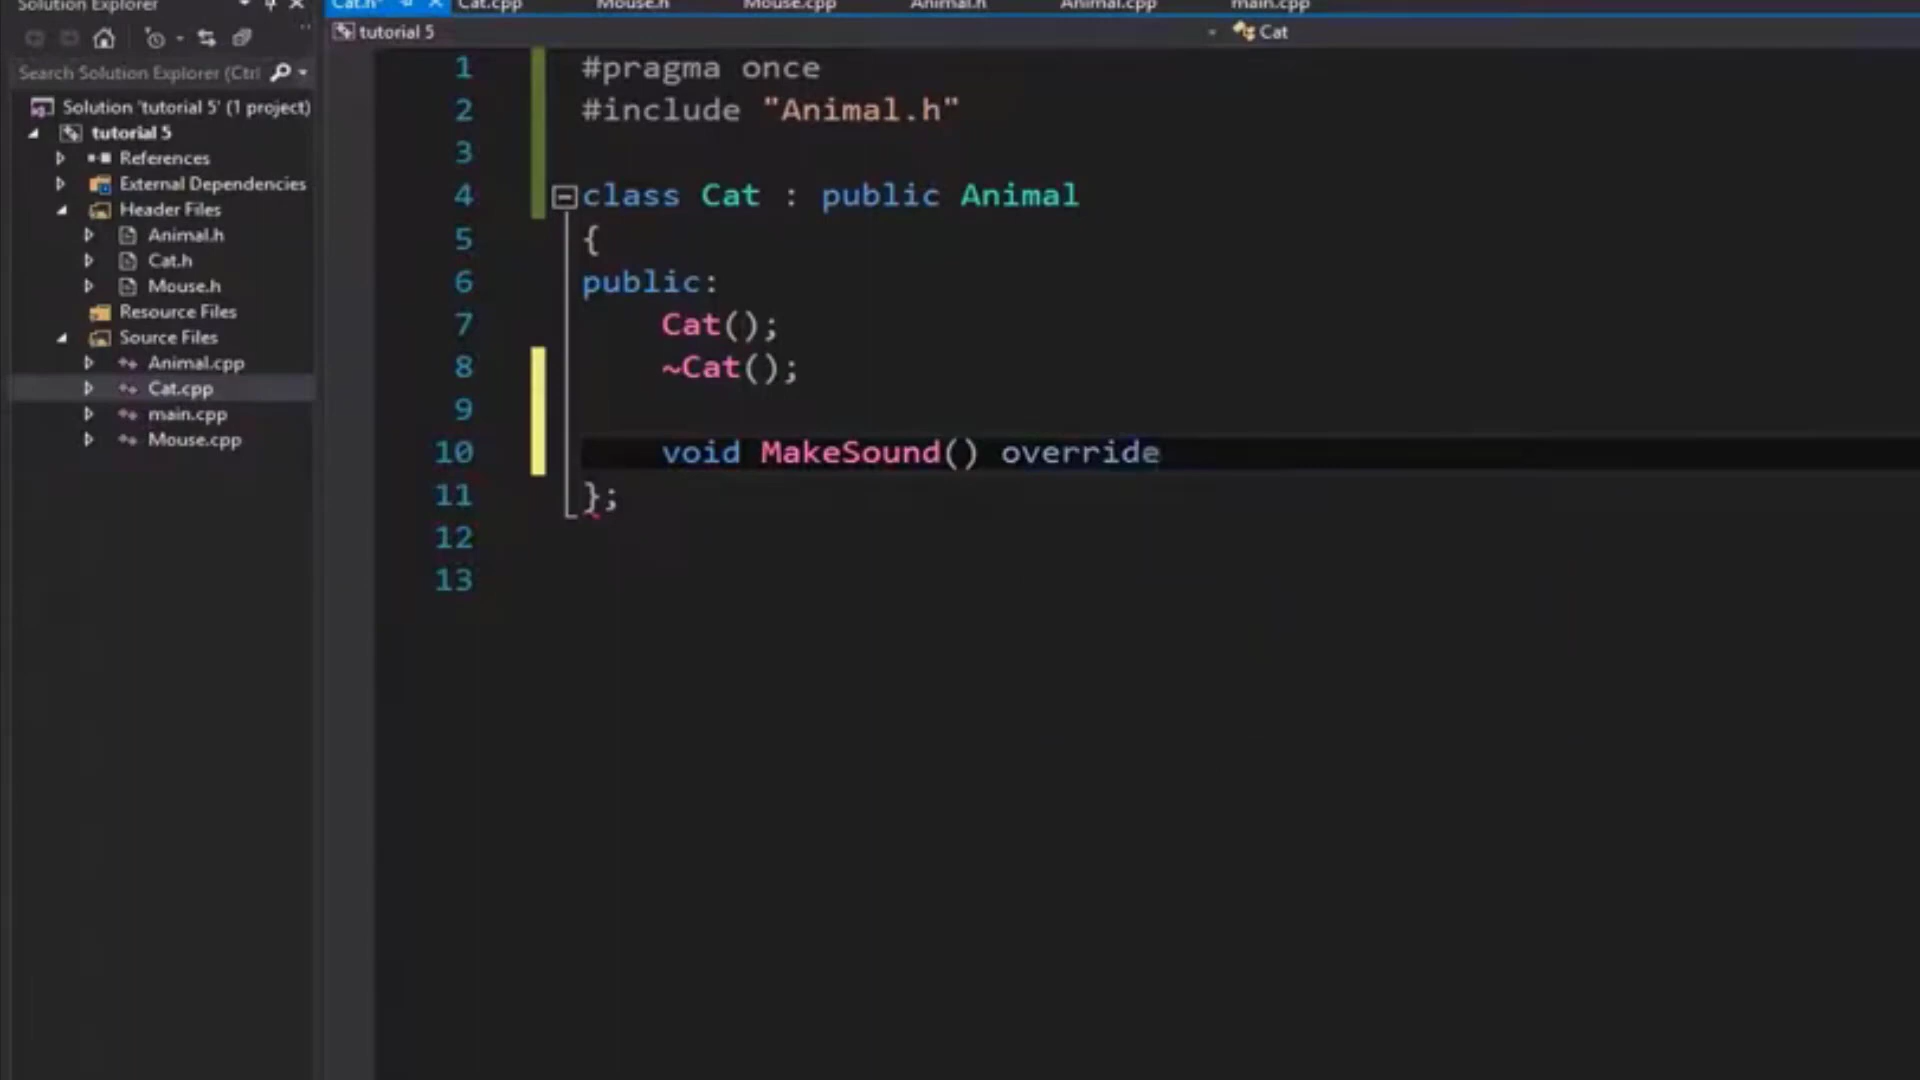 Solution Explorer
Cat.h* Cat.cpp Mouse.h Mouse.cpp Animal.h Animal.cpp main.cpp
tutorial 5 Cat
Search Solution Explorer (Ctrl
Solution 'tutorial 5' (1 project)
tutorial 5
References
External Dependencies
Header Files
Animal.h
Cat.h
Mouse.h
Resource Files
Source Files
Animal.cpp
Cat.cpp
main.cpp
Mouse.cpp
1 #pragma once
2 #include "Animal.h"
3
4 class Cat : public Animal
5 {
6 public:
7 Cat();
8 ~Cat();
9
10 void MakeSound() override
11 };
12
13